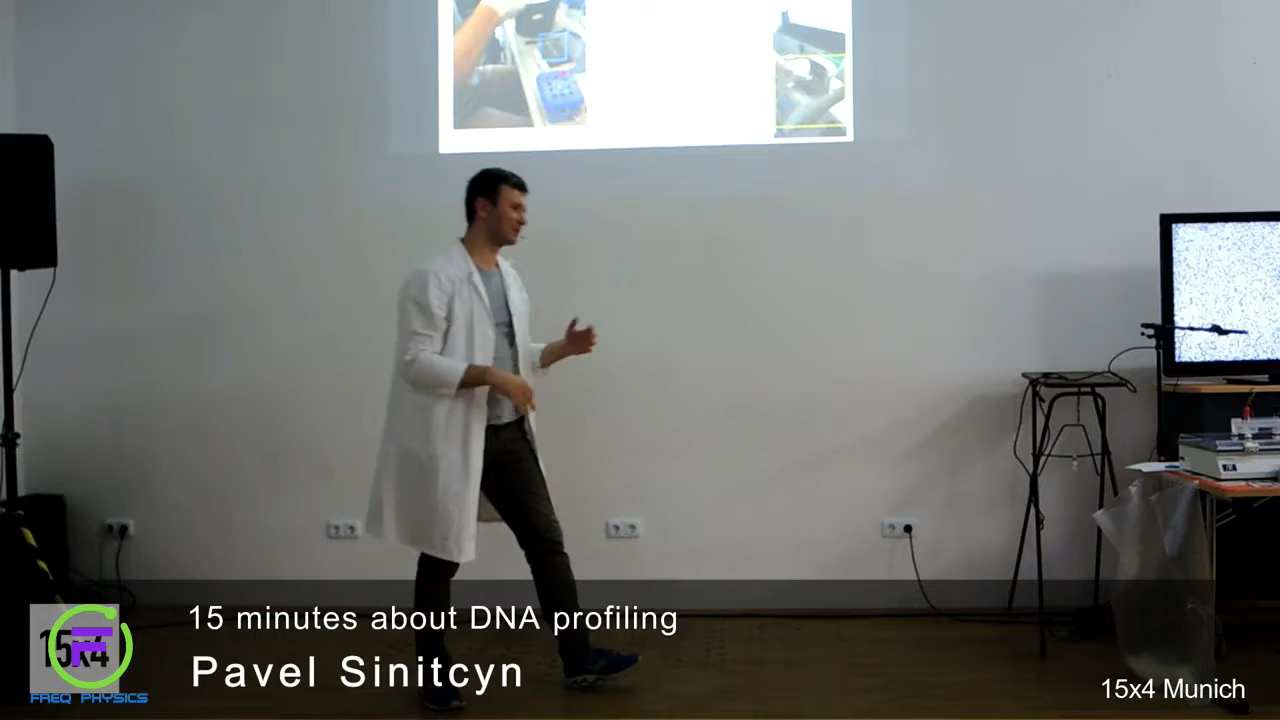 15 minutes about DNA profiling
Pavel Sinitcyn
15x4
FREQ PHYSICS
15x4 Munich